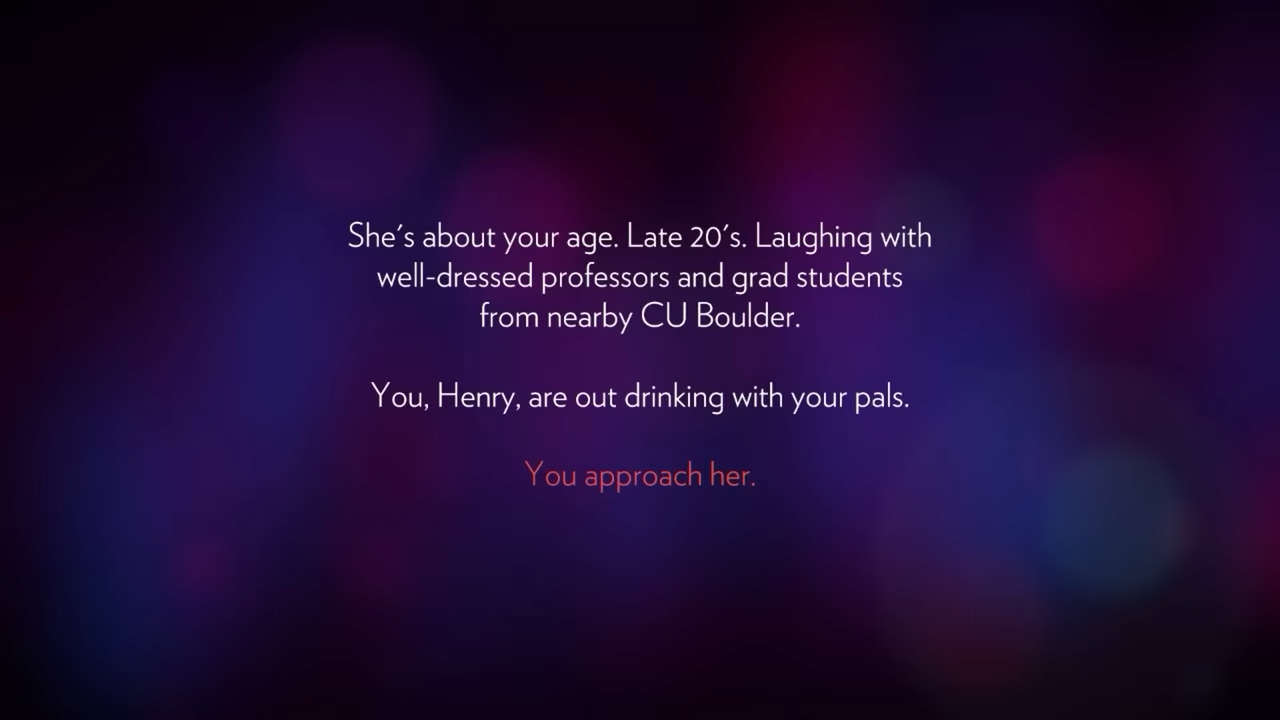 She's about your age. Late 20's. Laughing with
well-dressed professors and grad students
from nearby CU Boulder.
You, Henry, are out drinking with your pals.
You approach her.